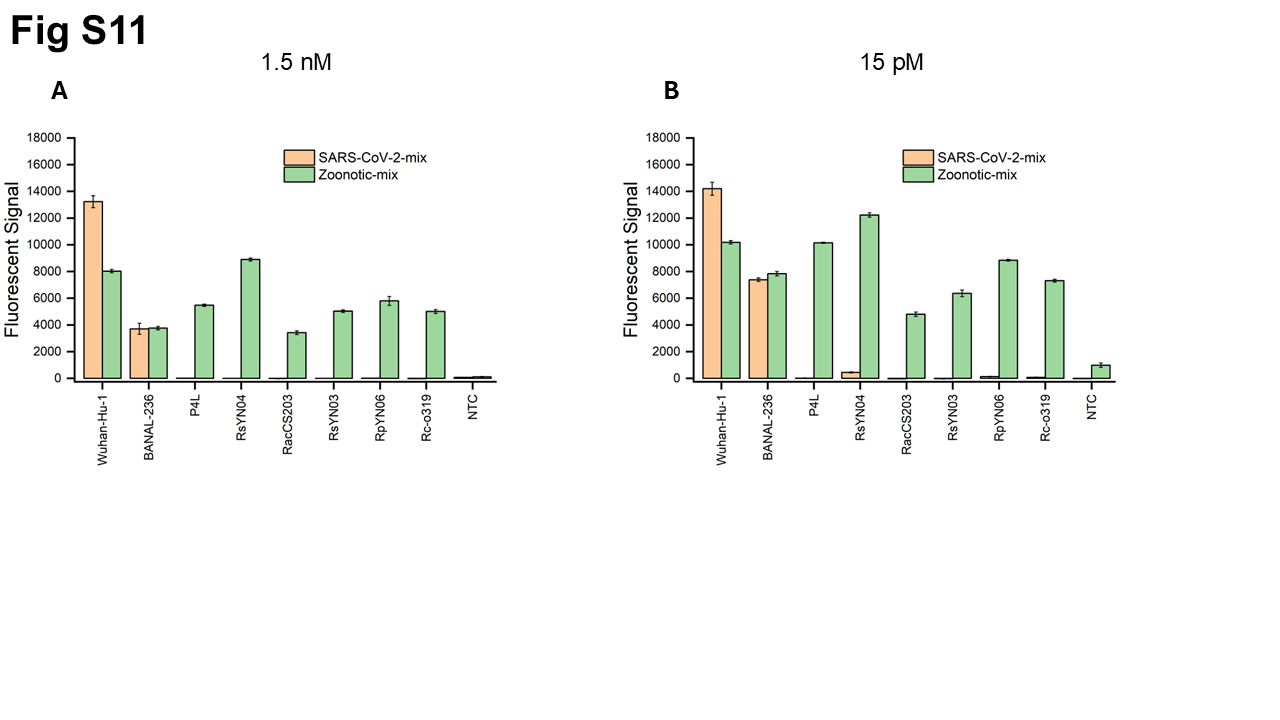 Fig S11
1.5 nM
A
18000
16000
14000
12000
10000
8000
6000
4000
2000
0
Fluorescent Signal
SARS-CoV-2-mix
Zoonotic-mix
Wuhan-Hu-1
BANAL-236
P4L
RsYN04
RacCS203
RsYN03
RpYN06
Rc-o319
NTC
15 pM
B
18000
16000
14000
12000
10000
8000
6000
4000
2000
0
Fluorescent Signal
SARS-CoV-2-mix
Zoonotic-mix
Wuhan-Hu-1
BANAL-236
P4L
RsYN04
RacCS203
RsYN03
RpYN06
Rc-o319
NTC